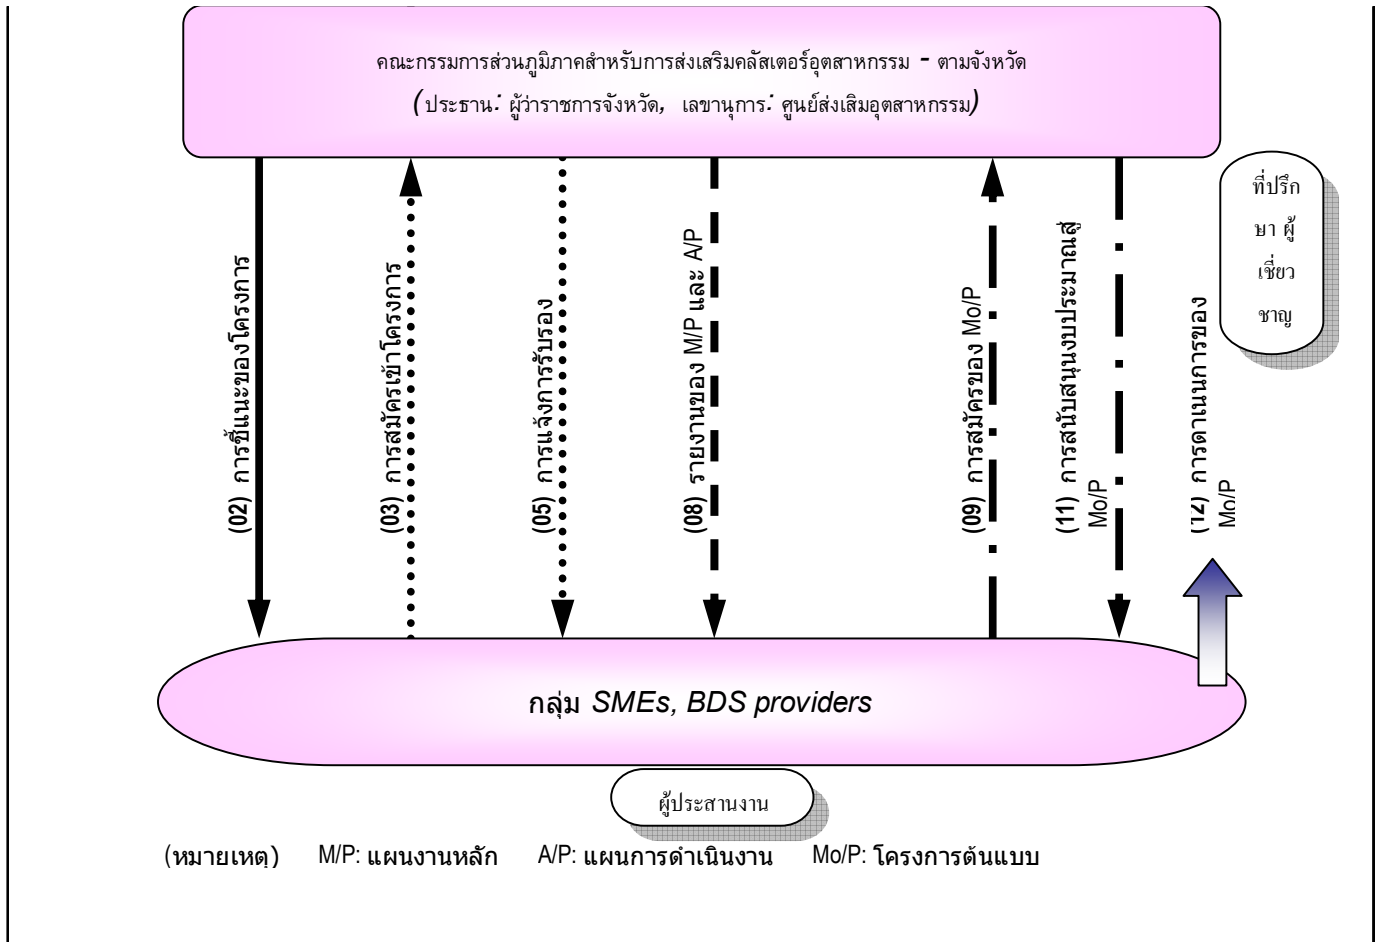 คณะกรรมการส่วนภูมิภาคสำหรับการส่งเสริมคลัสเตอร์อุตสาหกรรม - ตามจังหวัด
(ประธาน: ผู้ว่าราชการจังหวัด, เลขานุการ: ศูนย์ส่งเสิมอุตสาหกรรม)
(02) การชี้แนะของโครงการ
(03) การสมัครเข้าโครงการ
(05) การแจ้งการรับรอง
(08) รายงานของ M/P และ A/P
(09) การสมัครของ Mo/P
(11) การสนับสนุนงบประมาณสู่
Mo/P
(12) การดาเนนการของ
Mo/P
ที่ปรึก
ษา ผู้
เชี่ยว
ชาญ
กลุ่ม SMEs, BDS providers
ผู้ประสานงาน
(หมายเหตุ) M/P: แผนงานหลัก A/P: แผนการดำเนินงาน Mo/P: โครงการต้นแบบ